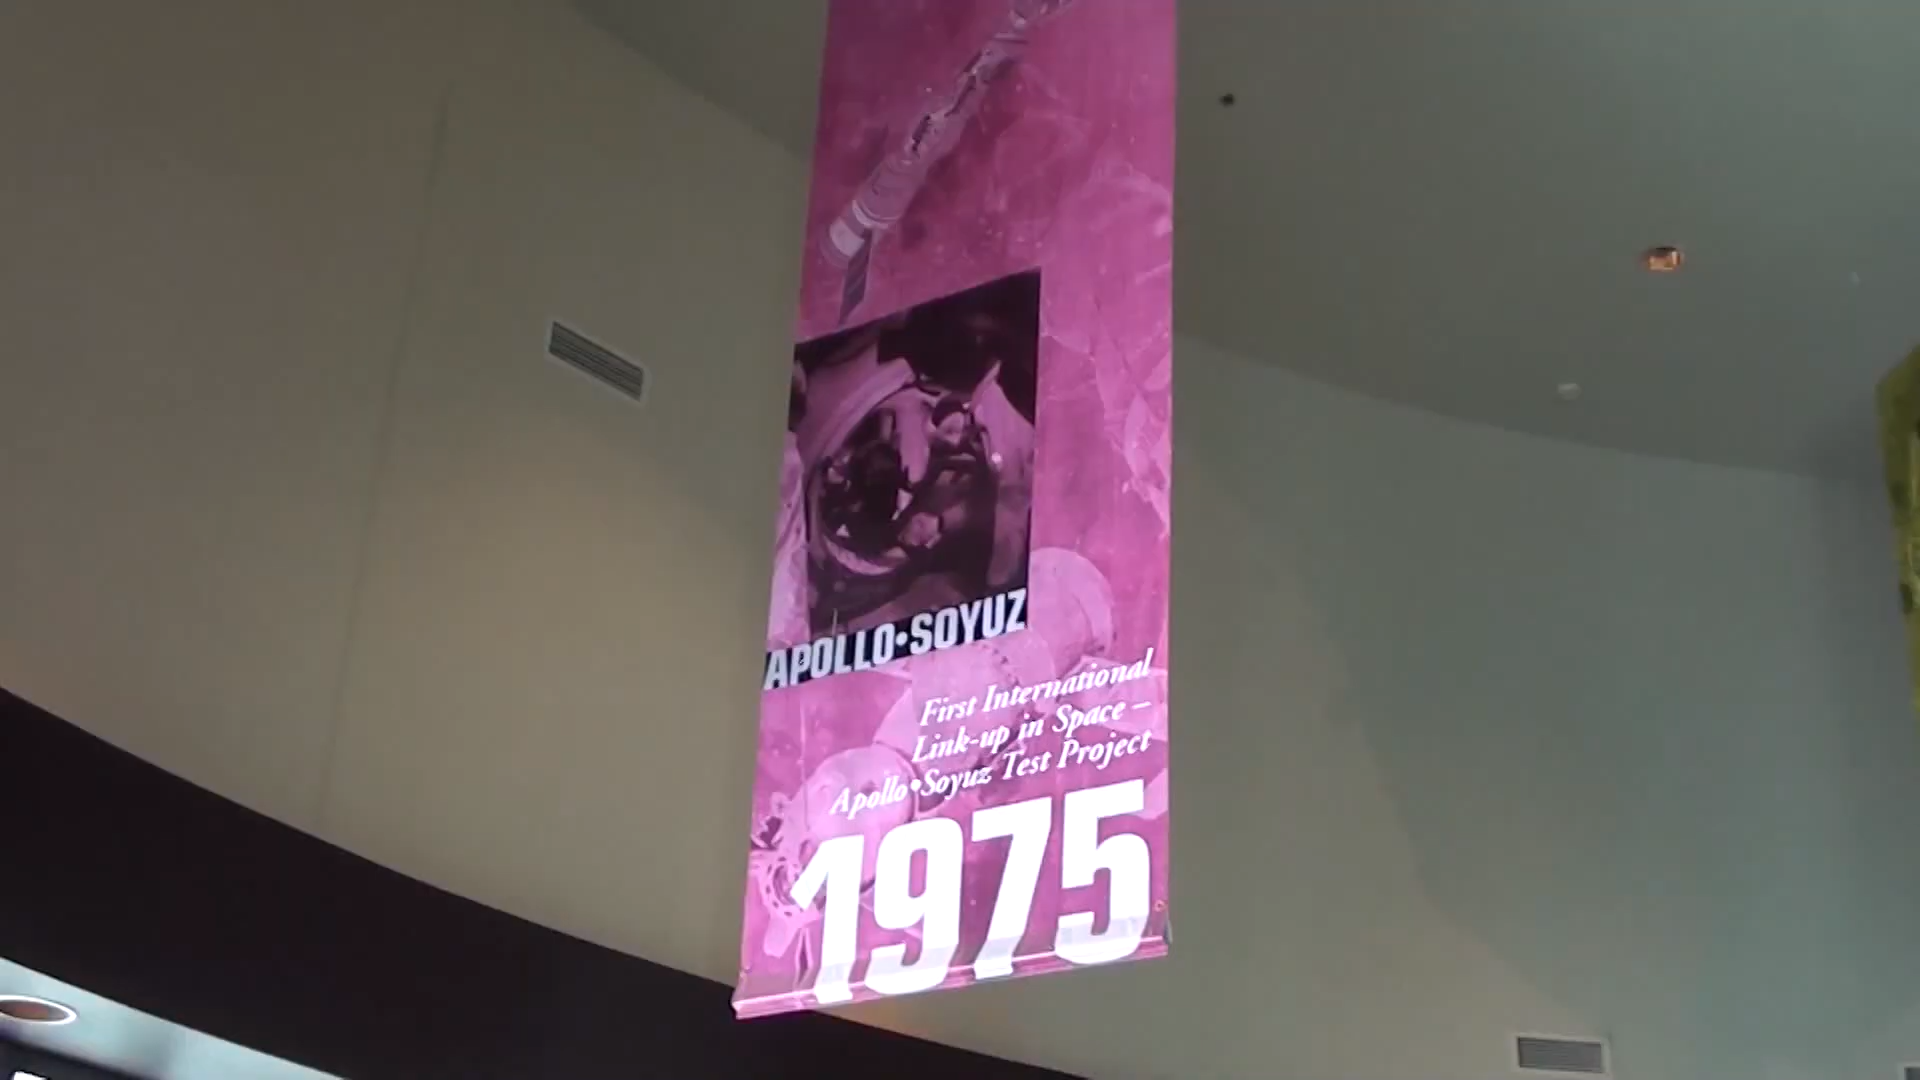 APOLLO•SOYUZ
First International
Link-up in Space –
Apollo•Soyuz Test Project
1975